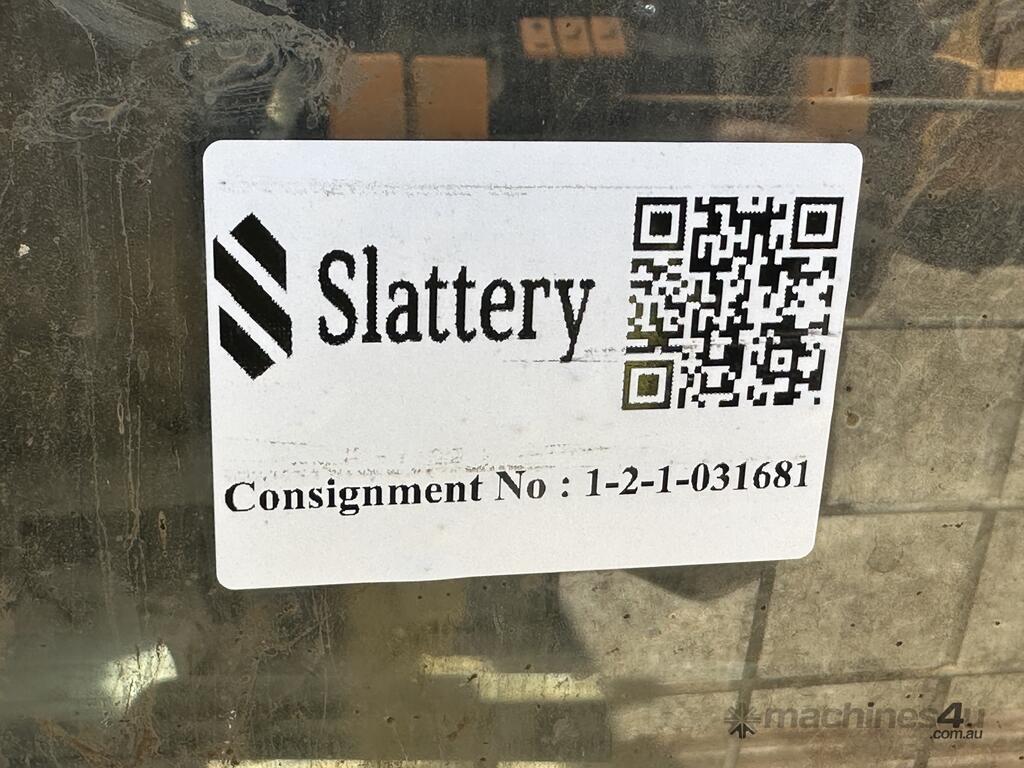 Slattery
Consignment No : 1-2-1-031681
machines4u
.com.au